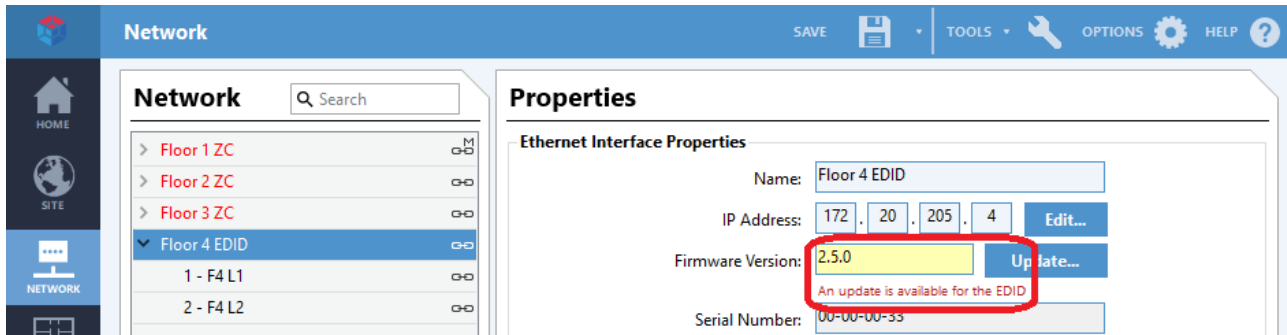 Network
SAVE
TOOLS
OPTIONS
HELP
?
HOME
SITE
NETWORK
Network
Search
Floor 1 ZC
M
Floor 2 ZC
Floor 3 ZC
Floor 4 EDID
1 - F4 L1
2 - F4 L2
Properties
Ethernet Interface Properties
Name: Floor 4 EDID
IP Address: 172 . 20 . 205 . 4 Edit...
Firmware Version: 2.5.0 Update...
An update is available for the EDID
Serial Number: 00-00-00-33